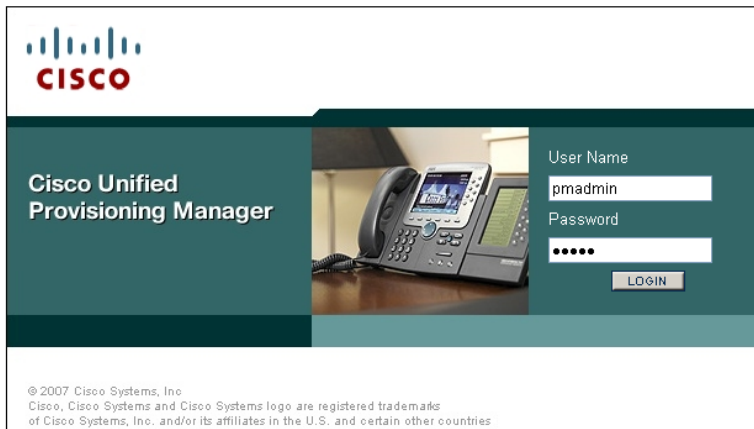 CISCO
Cisco Unified
Provisioning Manager
User Name
pmadmin
Password
•••••
LOGIN
© 2007 Cisco Systems, Inc
Cisco, Cisco Systems and Cisco Systems logo are registered trademarks
of Cisco Systems, Inc. and/or its affiliates in the U.S. and certain other countries